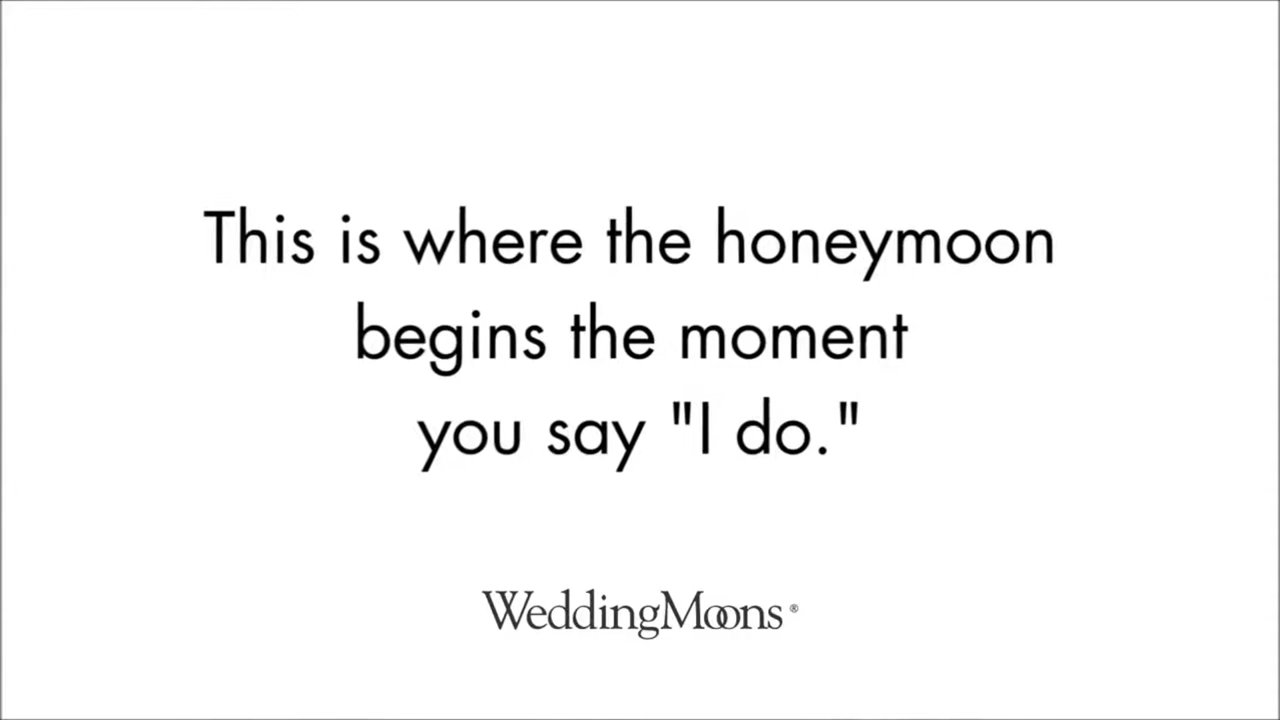 This is where the honeymoon
begins the moment
you say "I do."
WeddingMoons®